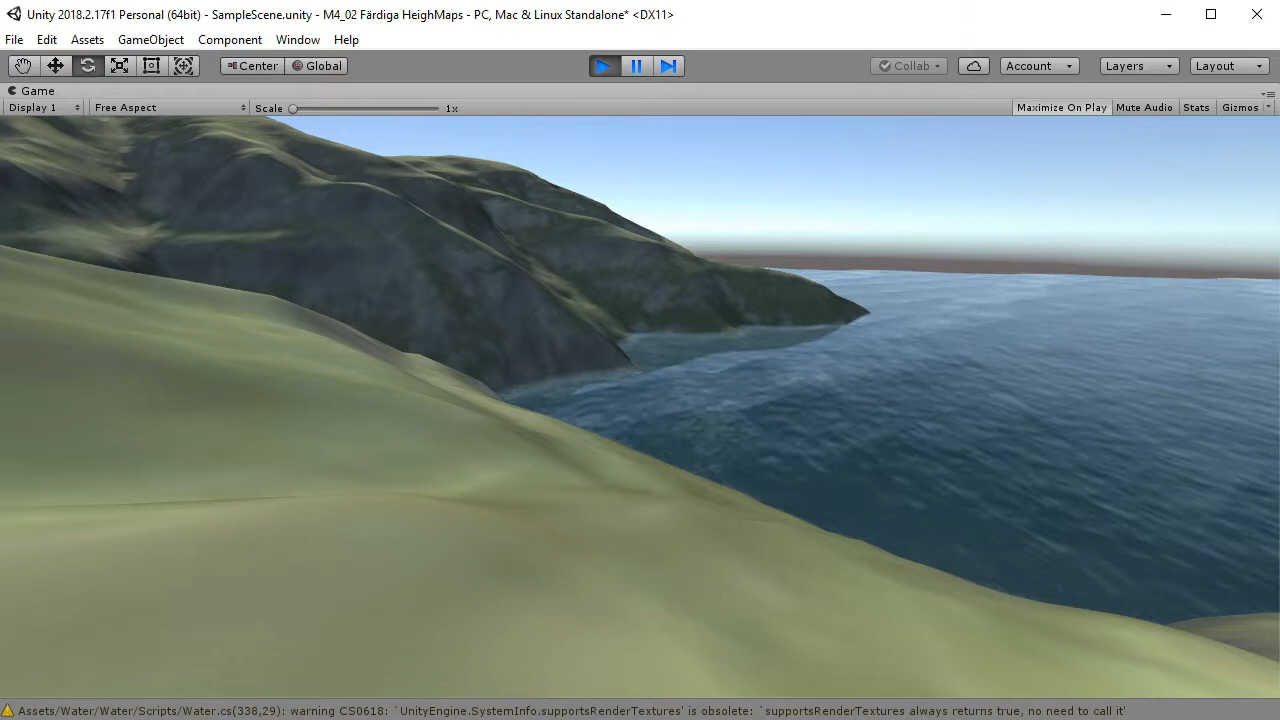 Unity 2018.2.17f1 Personal (64bit) - SampleScene.unity - M4_02 Färdiga HeighMaps - PC, Mac & Linux Standalone* <DX11>
File Edit Assets GameObject Component Window Help
Center Global Collab Account Layers Layout
Game
Display 1 Free Aspect Scale 1x Maximize On Play Mute Audio Stats Gizmos
Assets/Water/Water/Scripts/Water.cs(338,29): warning CS0618: `UnityEngine.SystemInfo.supportsRenderTextures' is obsolete: `supportsRenderTextures always returns true, no need to call it'